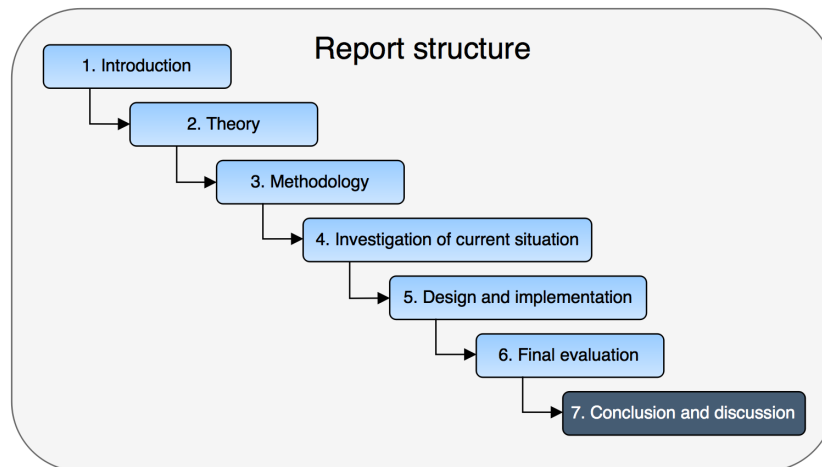 Report structure
1. Introduction
2. Theory
3. Methodology
4. Investigation of current situation
5. Design and implementation
6. Final evaluation
7. Conclusion and discussion